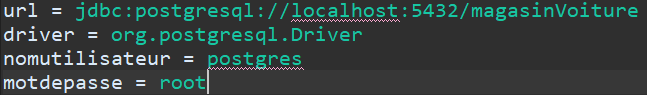 url = jdbc:postgresql://localhost:5432/magasinVoiture
driver = org.postgresql.Driver
nomutilisateur = postgres
motdepasse = root